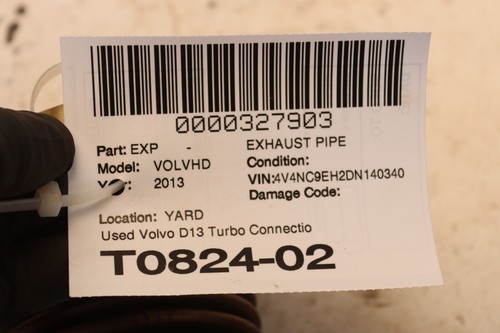 0000327903
Part: EXP - EXHAUST PIPE
Model: VOLVHD Condition:
2013 VIN:4V4NC9EH2DN140340
Damage Code:
Location: YARD
Used Volvo D13 Turbo Connectio
T0824-02